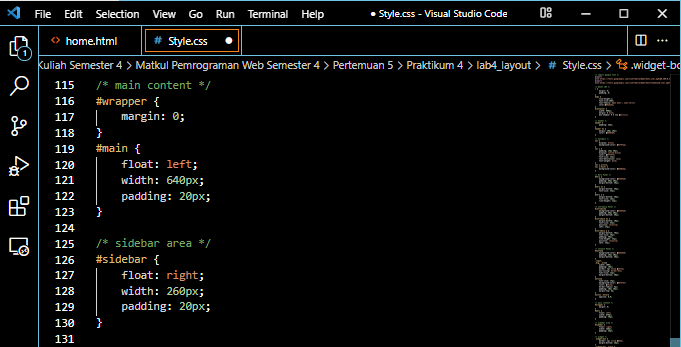 File Edit Selection View Go Run Terminal Help ● Style.css - Visual Studio Code
home.html # Style.css ●
Kuliah Semester 4 > Matkul Pemrograman Web Semester 4 > Pertemuan 5 > Praktikum 4 > lab4_layout > # Style.css > .widget-bo
1
115 /* main content */
116 #wrapper {
117 margin: 0;
118 }
119 #main {
120 float: left;
121 width: 640px;
122 padding: 20px;
123 }
124
125 /* sidebar area */
126 #sidebar {
127 float: right;
128 width: 260px;
129 padding: 20px;
130 }
131